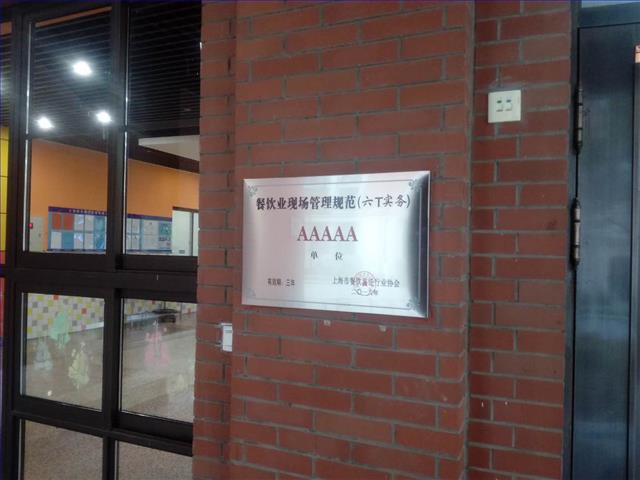 餐饮业现场管理规范(六T实务)
AAAAA
单 位
有效期:三年
上海市餐饮烹饪行业协会